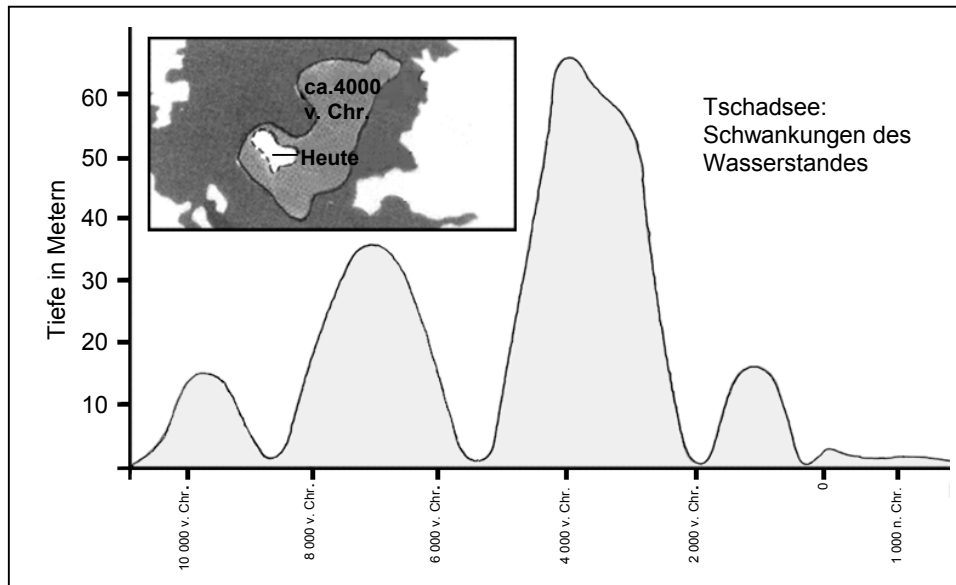 ca.4000
v. Chr.
Heute
Tschadsee:
Schwankungen des
Wasserstandes
Tiefe in Metern
60
50
40
30
20
10
10 000 v. Chr.
8 000 v. Chr.
6 000 v. Chr.
4 000 v. Chr.
2 000 v. Chr.
0
1 000 n. Chr.